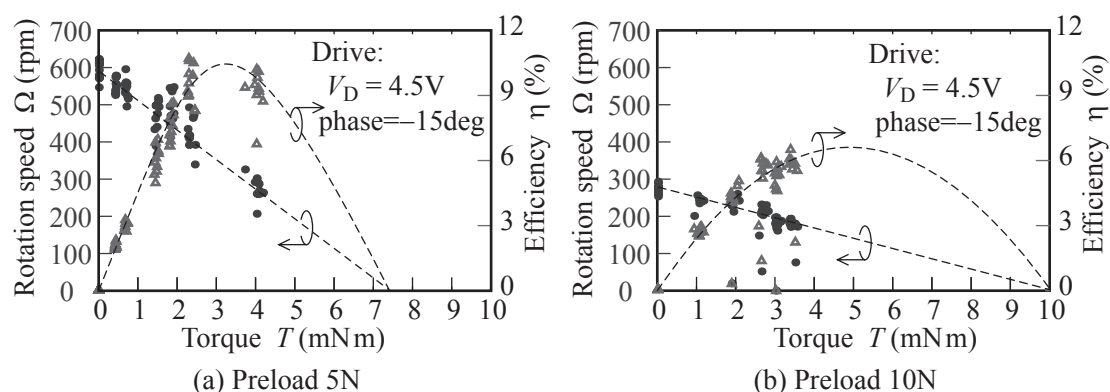 700
600
500
400
300
200
100
0
Rotation speed Ω (rpm)
12
9
6
3
0
Efficiency η (%)
Drive:
V_D = 4.5V
phase=–15deg
0 1 2 3 4 5 6 7 8 9 10
Torque T (mNm)
(a) Preload 5N
700
600
500
400
300
200
100
0
Rotation speed Ω (rpm)
12
9
6
3
0
Efficiency η (%)
Drive:
V_D = 4.5V
phase=–15deg
0 1 2 3 4 5 6 7 8 9 10
Torque T (mNm)
(b) Preload 10N